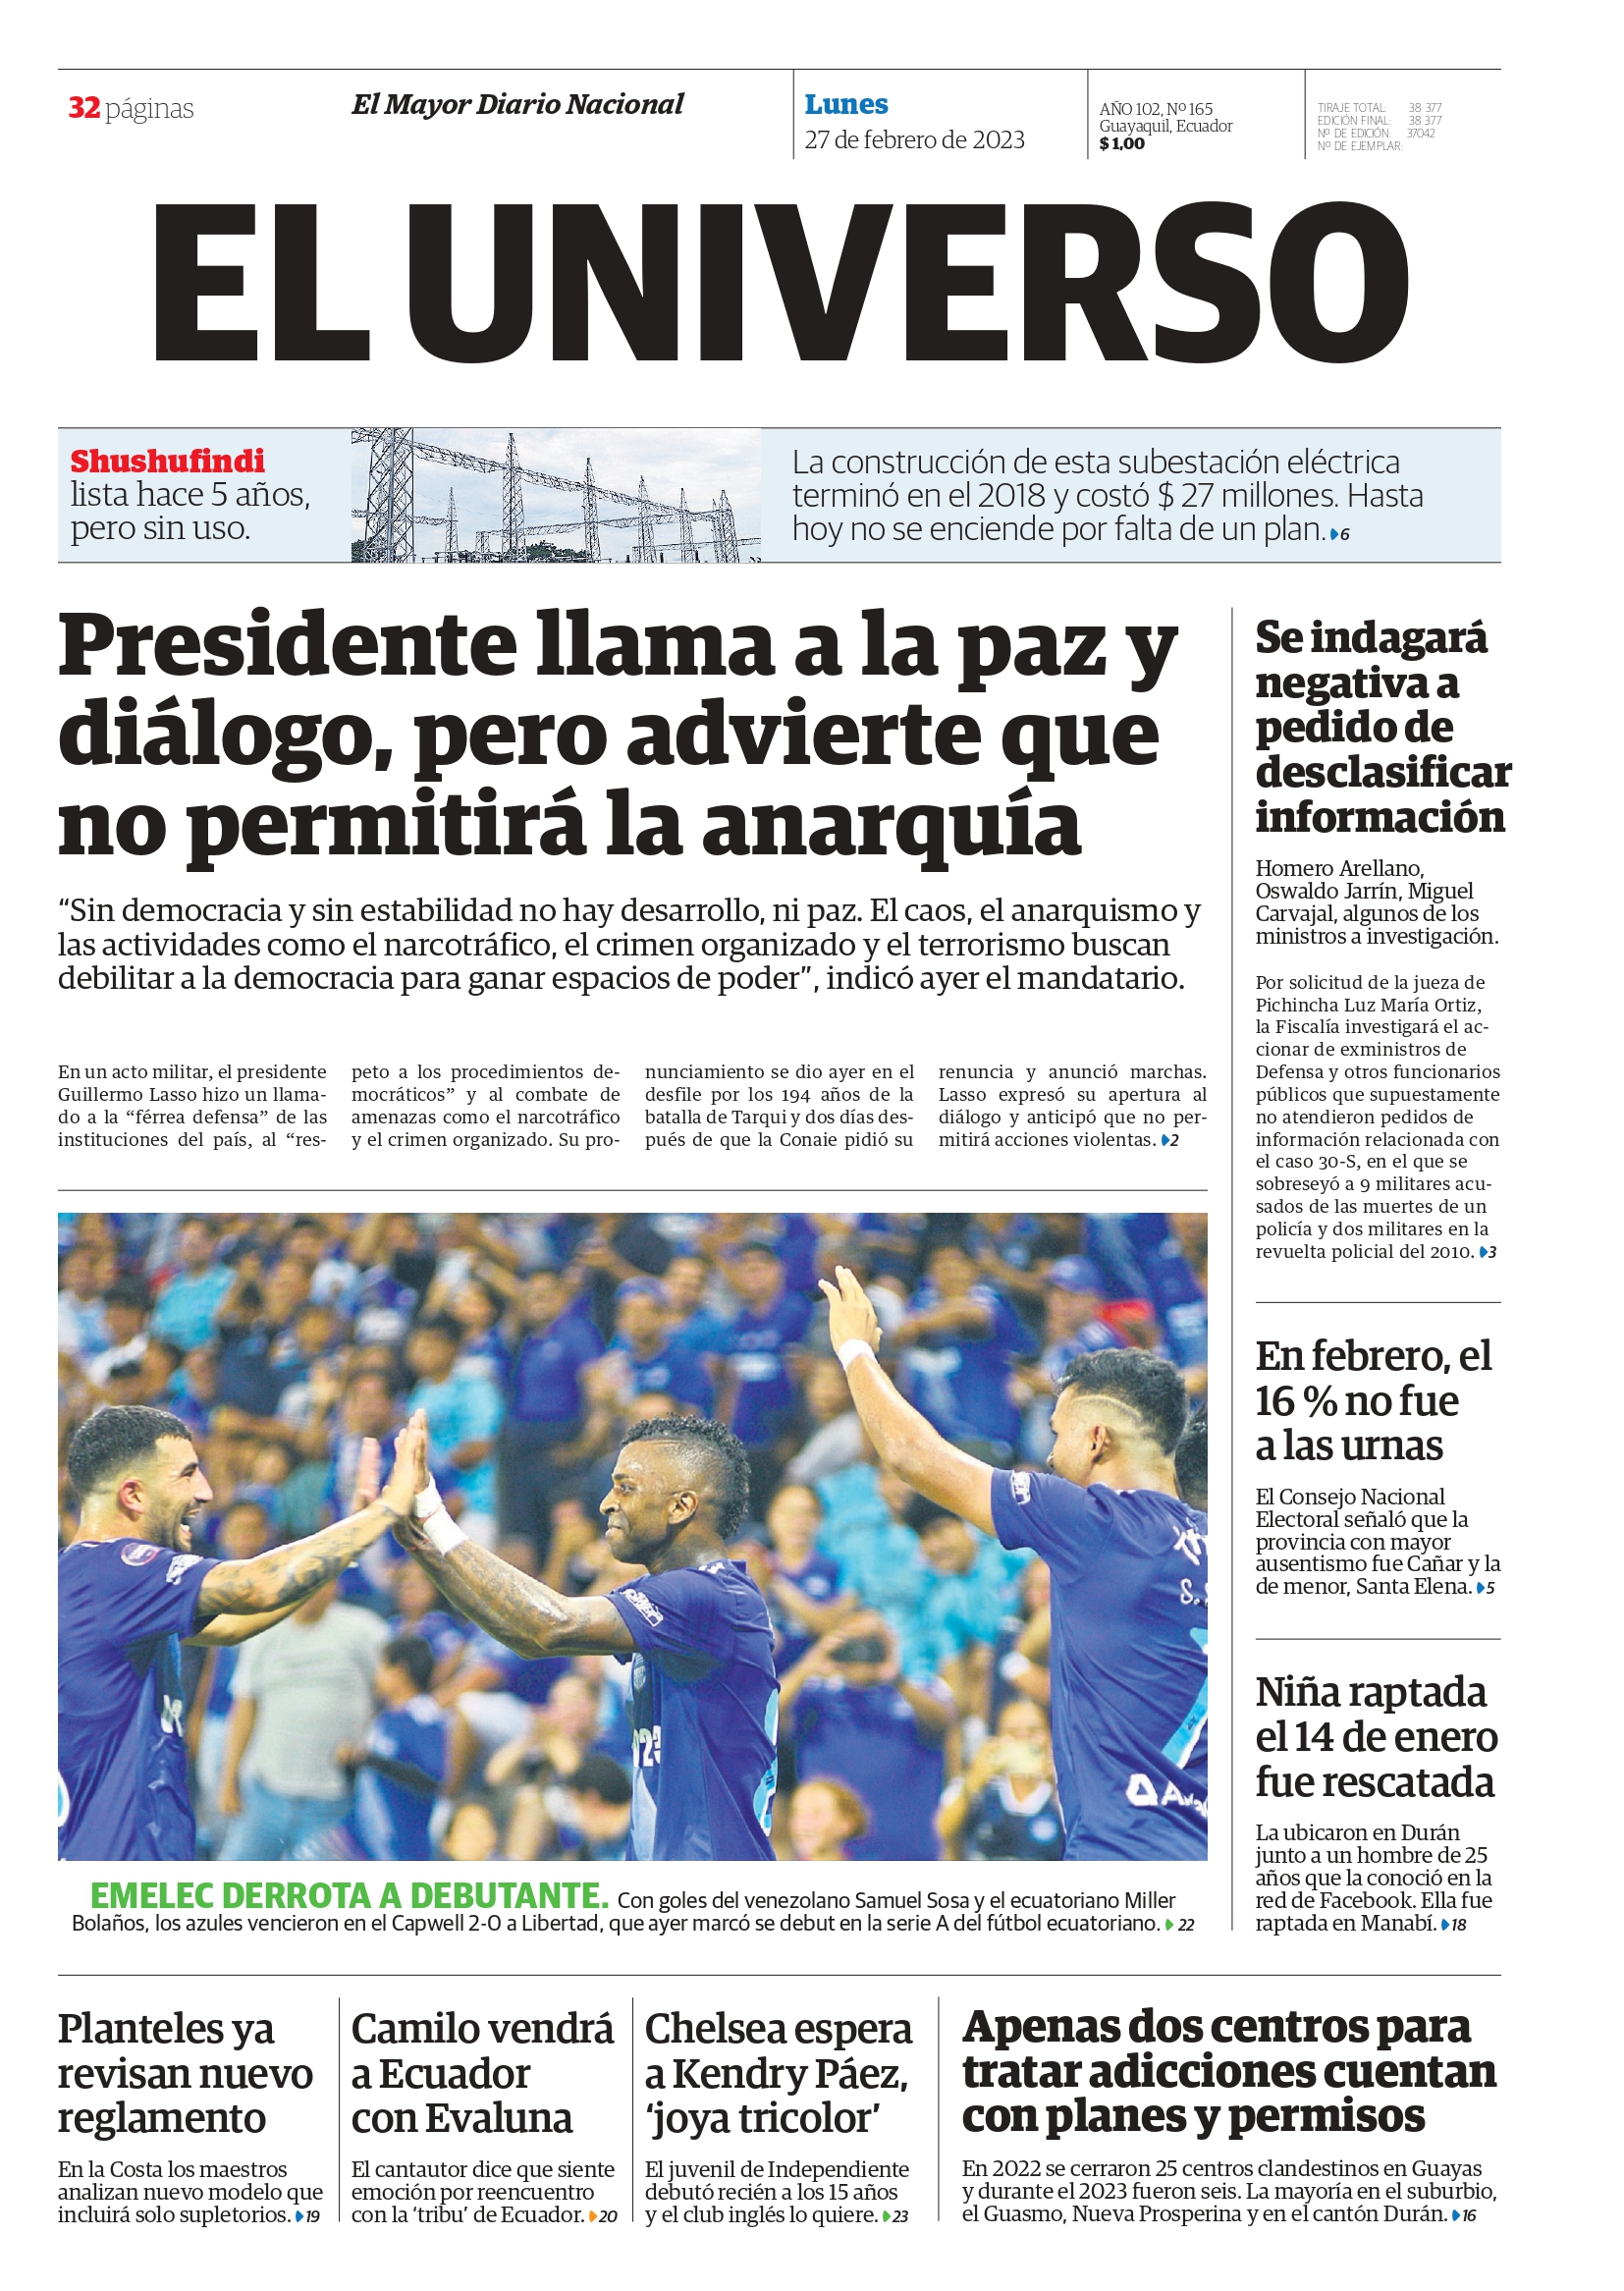 32 páginas
El Mayor Diario Nacional
Lunes
27 de febrero de 2023
AÑO 102, Nº 165
Guayaquil, Ecuador
$ 1,00
TIRAJE TOTAL: 38 377
EDICIÓN FINAL: 38 377
Nº DE EDICIÓN: 37042
Nº DE EJEMPLAR:
EL UNIVERSO
Shushufindi
lista hace 5 años,
pero sin uso.
La construcción de esta subestación eléctrica
terminó en el 2018 y costó $ 27 millones. Hasta
hoy no se enciende por falta de un plan. 6
Presidente llama a la paz y
diálogo, pero advierte que
no permitirá la anarquía
“Sin democracia y sin estabilidad no hay desarrollo, ni paz. El caos, el anarquismo y
las actividades como el narcotráfico, el crimen organizado y el terrorismo buscan
debilitar a la democracia para ganar espacios de poder”, indicó ayer el mandatario.
En un acto militar, el presidente
Guillermo Lasso hizo un llama-
do a la “férrea defensa” de las
instituciones del país, al “res-
peto a los procedimientos de-
mocráticos” y al combate de
amenazas como el narcotráfico
y el crimen organizado. Su pro-
nunciamiento se dio ayer en el
desfile por los 194 años de la
batalla de Tarqui y dos días des-
pués de que la Conaie pidió su
renuncia y anunció marchas.
Lasso expresó su apertura al
diálogo y anticipó que no per-
mitirá acciones violentas. 2
Se indagará
negativa a
pedido de
desclasificar
información
Homero Arellano,
Oswaldo Jarrín, Miguel
Carvajal, algunos de los
ministros a investigación.
Por solicitud de la jueza de
Pichincha Luz María Ortiz,
la Fiscalía investigará el ac-
cionar de exministros de
Defensa y otros funcionarios
públicos que supuestamente
no atendieron pedidos de
información relacionada con
el caso 30-S, en el que se
sobreseyó a 9 militares acu-
sados de las muertes de un
policía y dos militares en la
revuelta policial del 2010. 3
En febrero, el
16 % no fue
a las urnas
El Consejo Nacional
Electoral señaló que la
provincia con mayor
ausentismo fue Cañar y la
de menor, Santa Elena. 5
Niña raptada
el 14 de enero
fue rescatada
La ubicaron en Durán
junto a un hombre de 25
años que la conoció en la
red de Facebook. Ella fue
raptada en Manabí. 18
EMELEC DERROTA A DEBUTANTE. Con goles del venezolano Samuel Sosa y el ecuatoriano Miller
Bolaños, los azules vencieron en el Capwell 2-0 a Libertad, que ayer marcó se debut en la serie A del fútbol ecuatoriano. 22
Planteles ya
revisan nuevo
reglamento
En la Costa los maestros
analizan nuevo modelo que
incluirá solo supletorios. 19
Camilo vendrá
a Ecuador
con Evaluna
El cantautor dice que siente
emoción por reencuentro
con la ‘tribu’ de Ecuador. 20
Chelsea espera
a Kendry Páez,
‘joya tricolor’
El juvenil de Independiente
debutó recién a los 15 años
y el club inglés lo quiere. 23
Apenas dos centros para
tratar adicciones cuentan
con planes y permisos
En 2022 se cerraron 25 centros clandestinos en Guayas
y durante el 2023 fueron seis. La mayoría en el suburbio,
el Guasmo, Nueva Prosperina y en el cantón Durán. 16